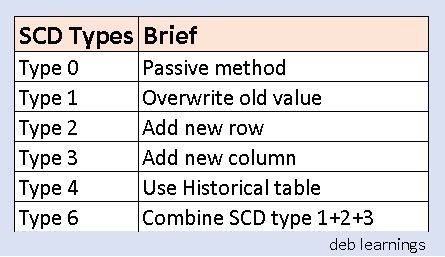 SCD Types Brief
Type 0 Passive method
Type 1 Overwrite old value
Type 2 Add new row
Type 3 Add new column
Type 4 Use Historical table
Type 6 Combine SCD type 1+2+3
deb learnings